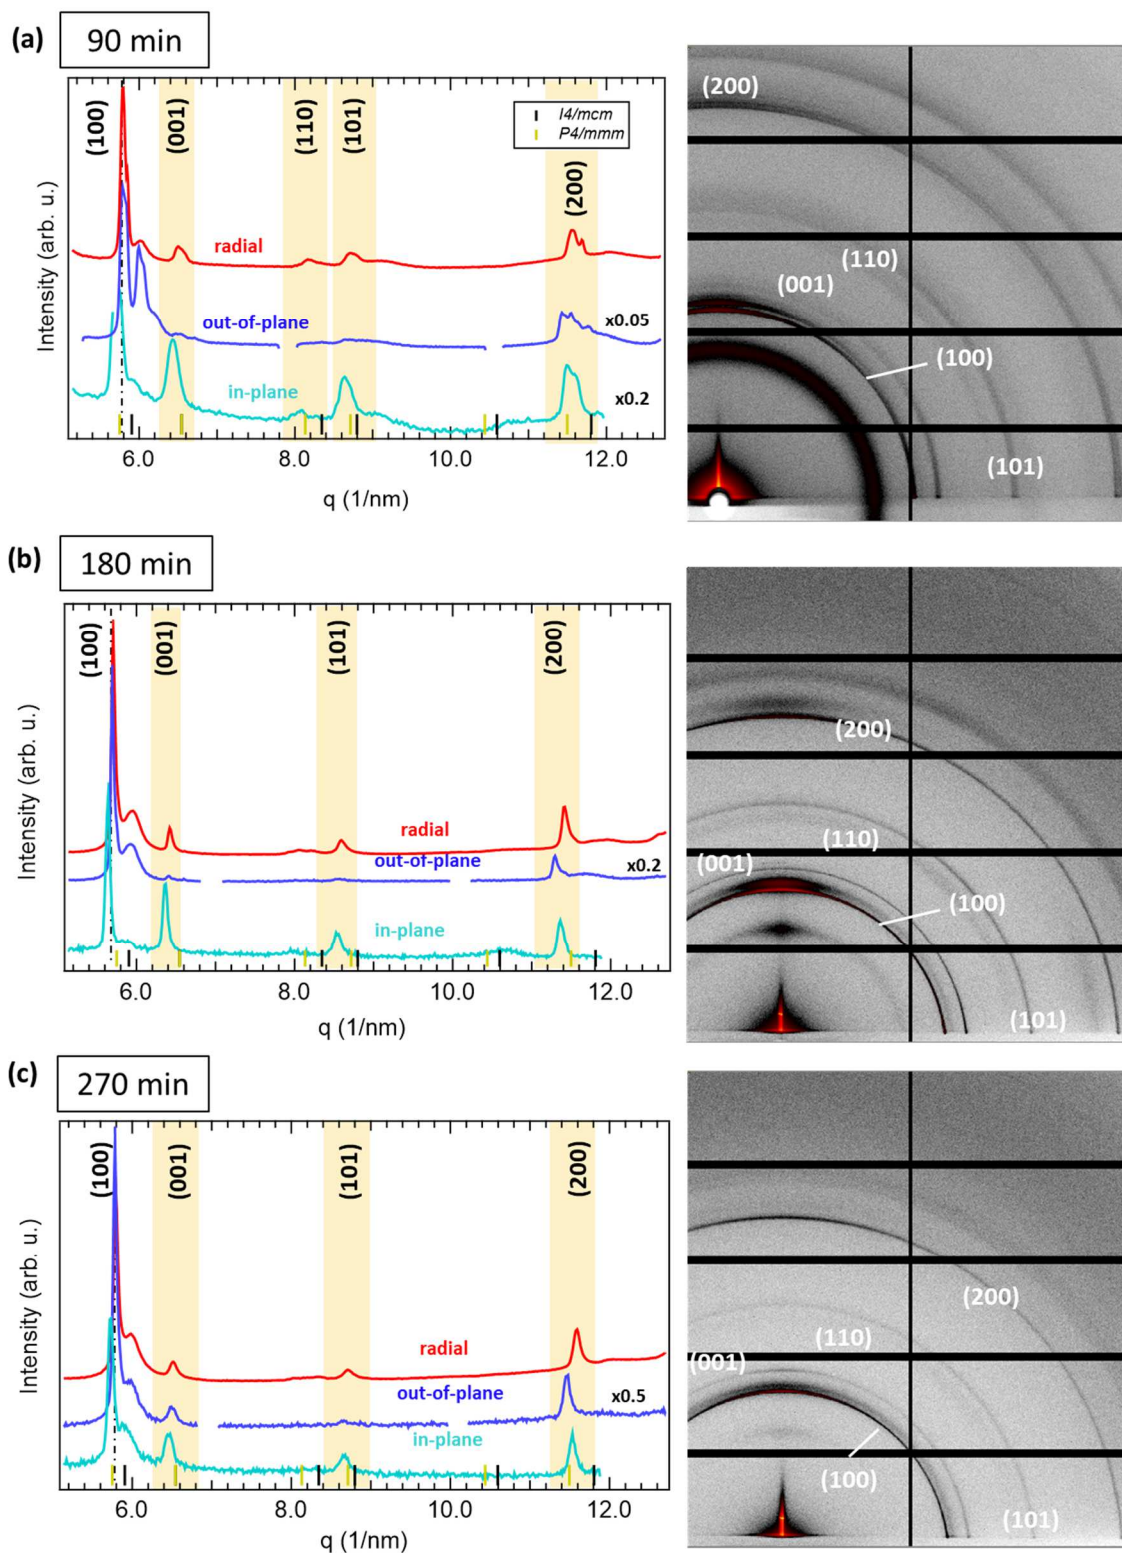 (a) 90 min
(100)
(001)
(110)
(101)
(200)
I4/mcm
P4/mmm
radial
out-of-plane
x0.05
in-plane
x0.2
Intensity (arb. u.)
6.0 8.0 10.0 12.0
q (1/nm)
(200)
(110)
(001)
(100)
(101)
(b) 180 min
(100)
(001)
(101)
(200)
radial
out-of-plane
x0.2
in-plane
Intensity (arb. u.)
6.0 8.0 10.0 12.0
q (1/nm)
(200)
(110)
(001)
(100)
(101)
(c) 270 min
(100)
(001)
(101)
(200)
radial
out-of-plane
x0.5
in-plane
Intensity (arb. u.)
6.0 8.0 10.0 12.0
q (1/nm)
(200)
(110)
(001)
(100)
(101)